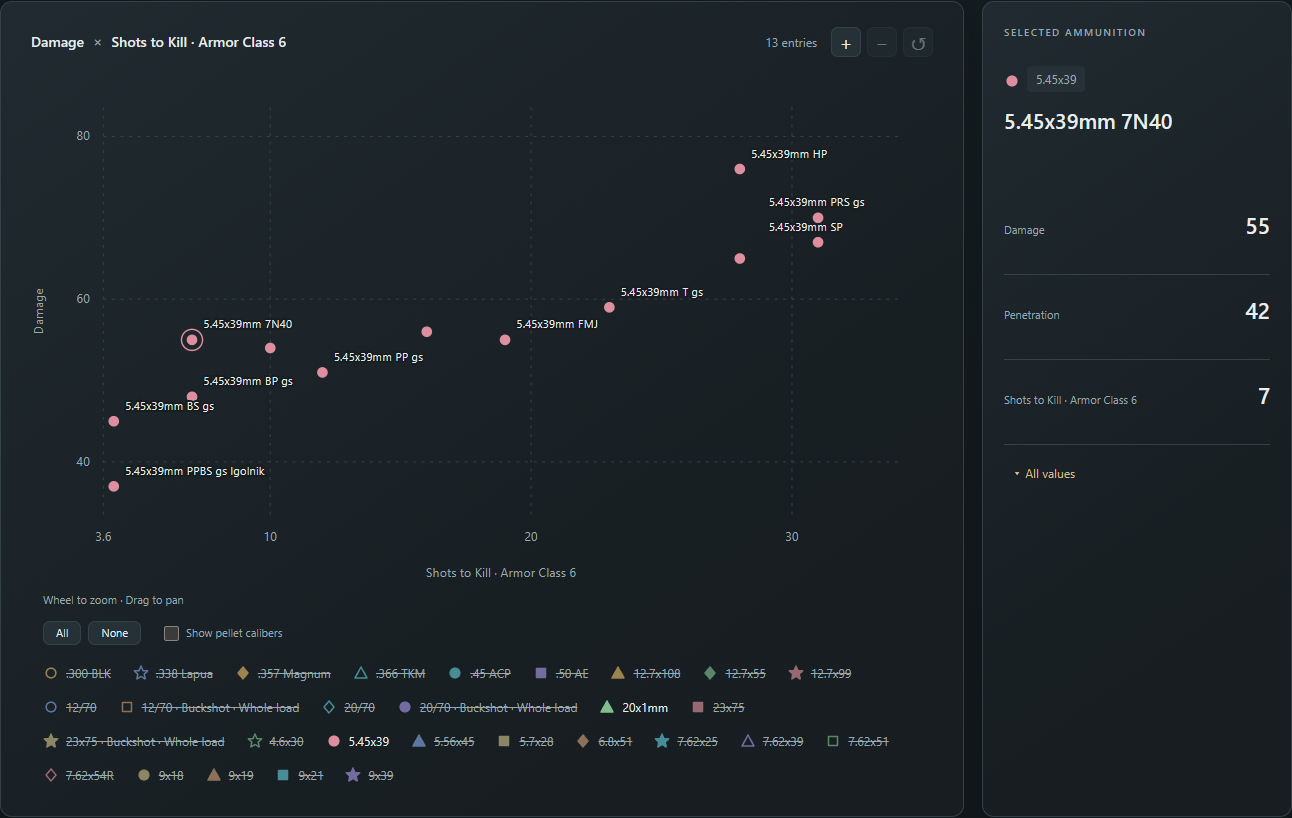 Damage × Shots to Kill · Armor Class 6
13 entries
+
−
↺
80
60
40
Damage
5.45x39mm HP
5.45x39mm PRS gs
5.45x39mm SP
5.45x39mm T gs
5.45x39mm 7N40
5.45x39mm FMJ
5.45x39mm PP gs
5.45x39mm BP gs
5.45x39mm BS gs
5.45x39mm PPBS gs Igolnik
3.6 10 20 30
Shots to Kill · Armor Class 6
Wheel to zoom · Drag to pan
All None Show pellet calibers
.300 BLK .338 Lapua .357 Magnum .366 TKM .45 ACP .50 AE 12.7x108 12.7x55 12.7x99
12/70 12/70 · Buckshot · Whole load 20/70 20/70 · Buckshot · Whole load 20x1mm 23x75
23x75 · Buckshot · Whole load 4.6x30 5.45x39 5.56x45 5.7x28 6.8x51 7.62x25 7.62x39 7.62x51
7.62x54R 9x18 9x19 9x21 9x39
SELECTED AMMUNITION
5.45x39
5.45x39mm 7N40
Damage 55
Penetration 42
Shots to Kill · Armor Class 6 7
All values